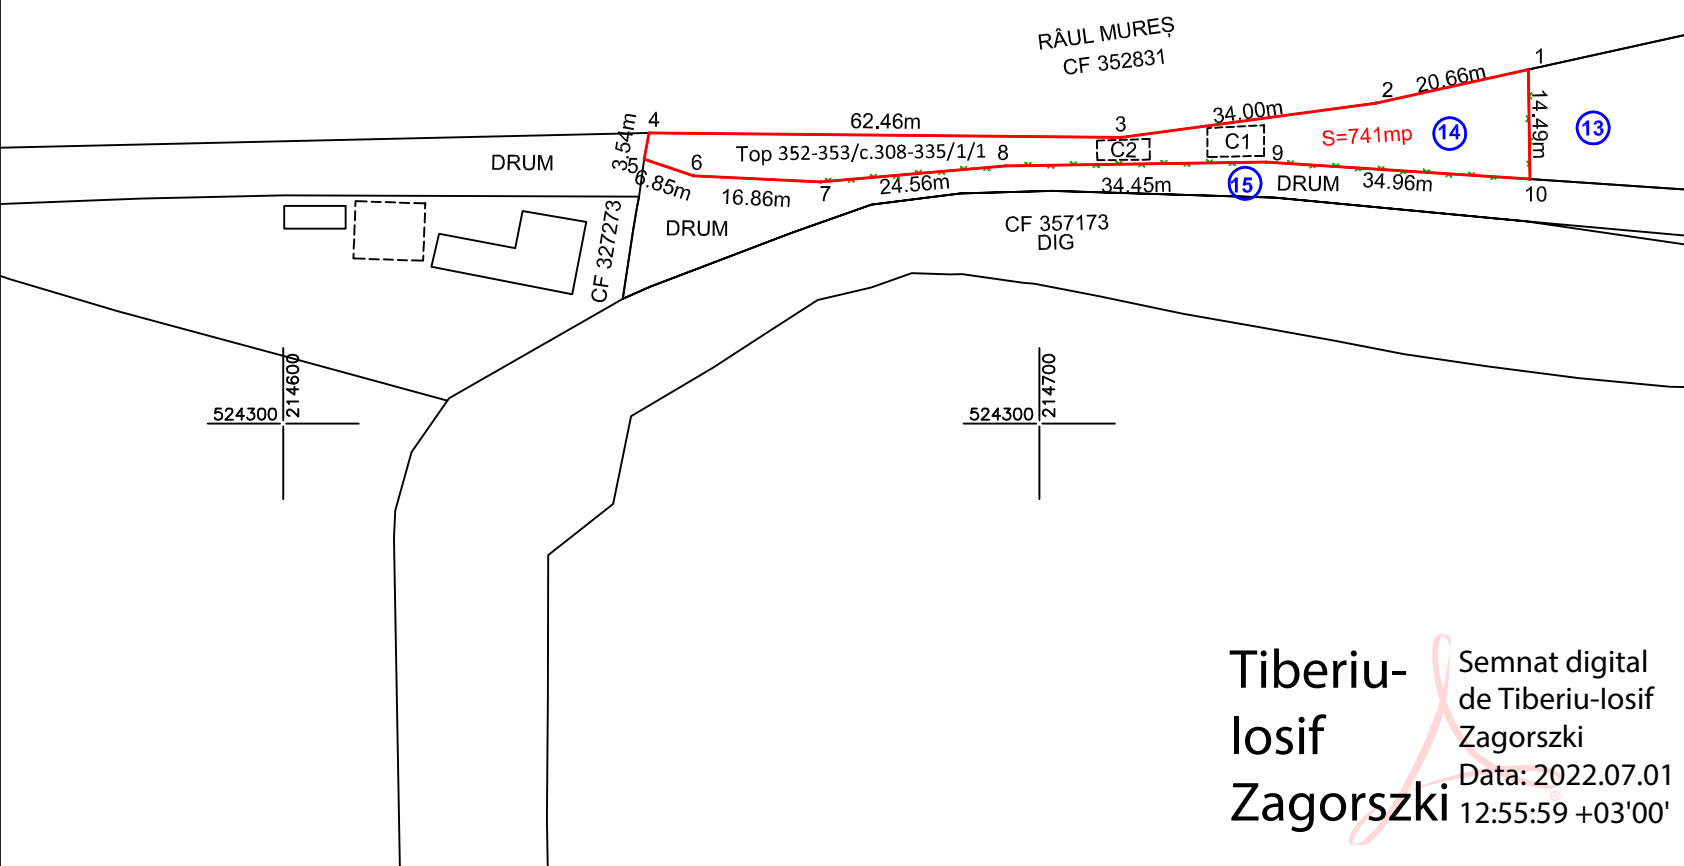 RÂUL MUREȘ
CF 352831
1
2
20.66m
34.00m
14.49m
4
62.46m
3
3.54m
C2
C1
S=741mp
14
13
DRUM
5
6
Top 352-353/c.308-335/1/1
8
9
6.85m
16.86m
7
24.56m
34.45m
15
DRUM
34.96m
10
CF 327273
DRUM
CF 357173
DIG
524300
214600
524300
214700
Tiberiu-
Iosif
Zagorszki
Semnat digital
de Tiberiu-Iosif
Zagorszki
Data: 2022.07.01
12:55:59 +03'00'